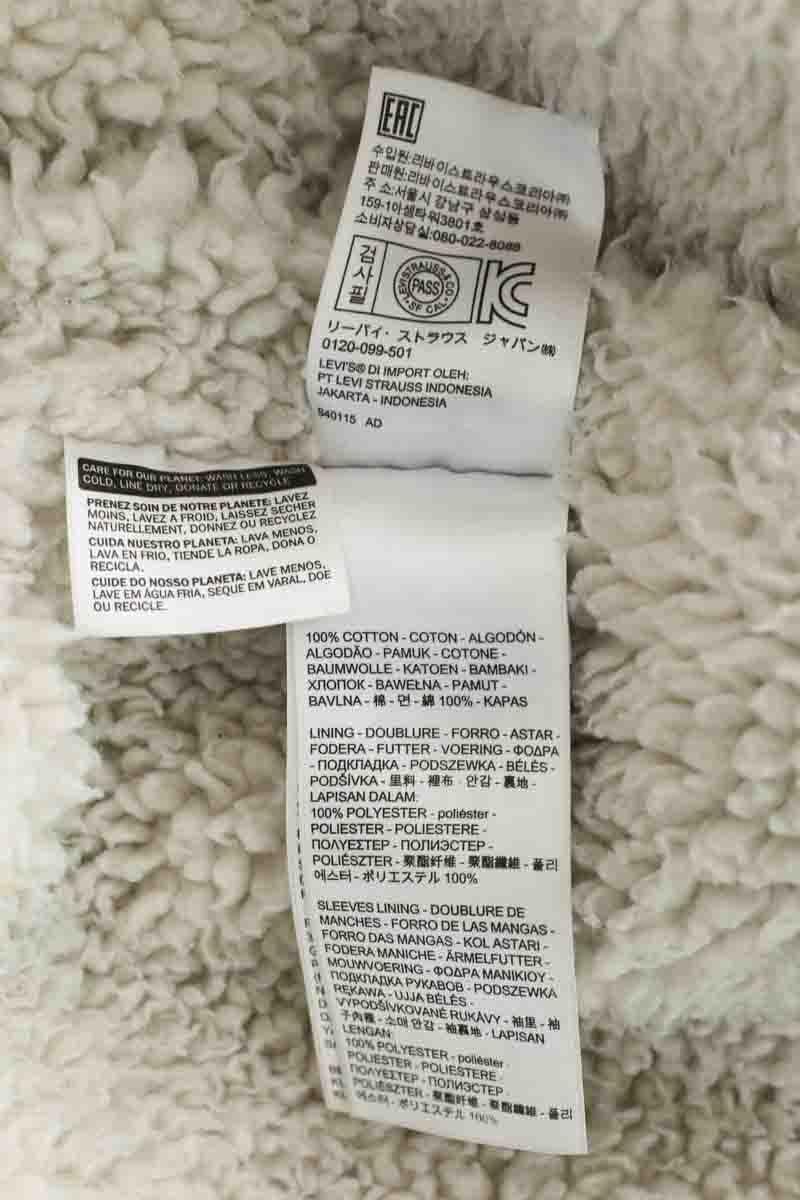 EAC
수입원:리바이스트라우스코리아㈜
판매원:리바이스트라우스코리아㈜
주 소:서울시 강남구 삼성동
159-1아셈타워3801호
소비자상담실:080-022-8088
검사필
LEVI STRAUSS & CO.
PASS
SF CAL
KC
リーバイ・ストラウス ジャパン㈱
0120-099-501
LEVI'S® DI IMPORT OLEH:
PT LEVI STRAUSS INDONESIA
JAKARTA - INDONESIA
940115 AD
CARE FOR OUR PLANET: WASH LESS, WASH
COLD, LINE DRY, DONATE OR RECYCLE
PRENEZ SOIN DE NOTRE PLANETE: LAVEZ
MOINS, LAVEZ A FROID, LAISSEZ SECHER
NATURELLEMENT, DONNEZ OU RECYCLEZ
CUIDA NUESTRO PLANETA: LAVA MENOS,
LAVA EN FRIO, TIENDE LA ROPA, DONA O
RECICLA.
CUIDE DO NOSSO PLANETA: LAVE MENOS,
LAVE EM ÁGUA FRIA, SEQUE EM VARAL, DOE
OU RECICLE.
100% COTTON - COTON - ALGODÓN -
ALGODÃO - PAMUK - COTONE -
BAUMWOLLE - KATOEN - BAMBAKI -
ХЛОПОК - BAWEŁNA - PAMUT -
BAVLNA - 棉 - 면 - 綿 100% - KAPAS
LINING - DOUBLURE - FORRO - ASTAR -
FODERA - FUTTER - VOERING - ΦΟΔΡΑ
- ПОДКЛАДКА - PODSZEWKA - BÉLÉS -
PODŠÍVKA - 里料 - 裡布 - 안감 - 裏地 -
LAPISAN DALAM:
100% POLYESTER - poliéster -
POLIESTER - POLIESTERE -
ΠΟΛΥΕΣΤΕΡ - ПОЛИЭСТЕР -
POLIÉSZTER - 聚酯纤维 - 聚酯纖維 - 폴리
에스터 - ポリエステル 100%
SLEEVES LINING - DOUBLURE DE
MANCHES - FORRO DE LAS MANGAS -
FORRO DAS MANGAS - KOL ASTARI -
FODERA MANICHE - ÄRMELFUTTER -
MOUWVOERING - ΦΟΔΡΑ ΜΑΝΙΚΙΟΥ -
ПОДКЛАДКА РУКАВОВ - PODSZEWKA
RĘKAWA - UJJA BÉLÉS -
VYPODŠÍVKOVANÉ RUKÁVY - 袖里 - 袖
子內裡 - 소매 안감 - 袖裏地 - LAPISAN
LENGAN:
100% POLYESTER - poliéster -
POLIESTER - POLIESTERE -
ΠΟΛΥΕΣΤΕΡ - ПОЛИЭСТЕР -
POLIÉSZTER - 聚酯纤维 - 聚酯纖維 - 폴리
에스터 - ポリエステル 100%